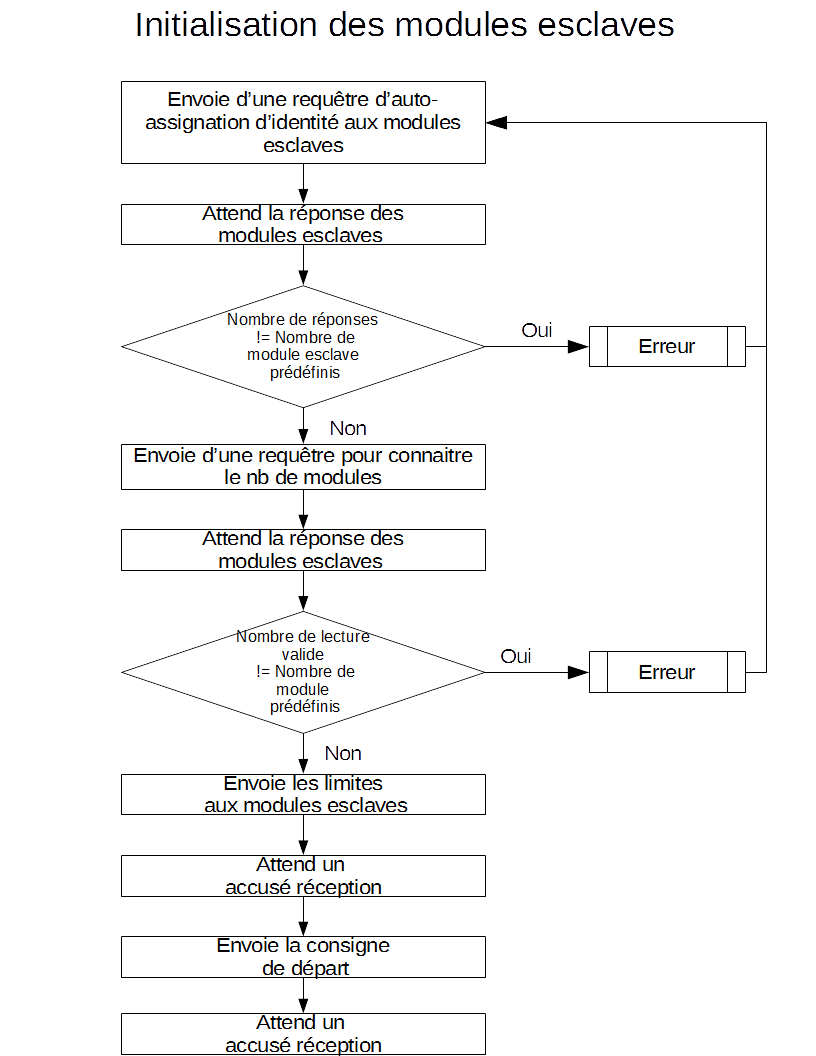 Initialisation des modules esclaves
Envoie d’une requêtre d’auto-
assignation d’identité aux modules
esclaves
Attend la réponse des
modules esclaves
Nombre de réponses
!= Nombre de
module esclave
prédéfinis
Oui
Erreur
Non
Envoie d’une requêtre pour connaitre
le nb de modules
Attend la réponse des
modules esclaves
Nombre de lecture
valide
!= Nombre de
module
prédéfinis
Oui
Erreur
Non
Envoie les limites
aux modules esclaves
Attend un
accusé réception
Envoie la consigne
de départ
Attend un
accusé réception